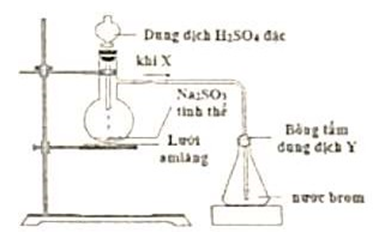 Dung dịch H₂SO₄ đặc
khí X
Na₂SO₃
tinh thể
Lưới
amiăng
Bông tẩm
dung dịch Y
nước brom